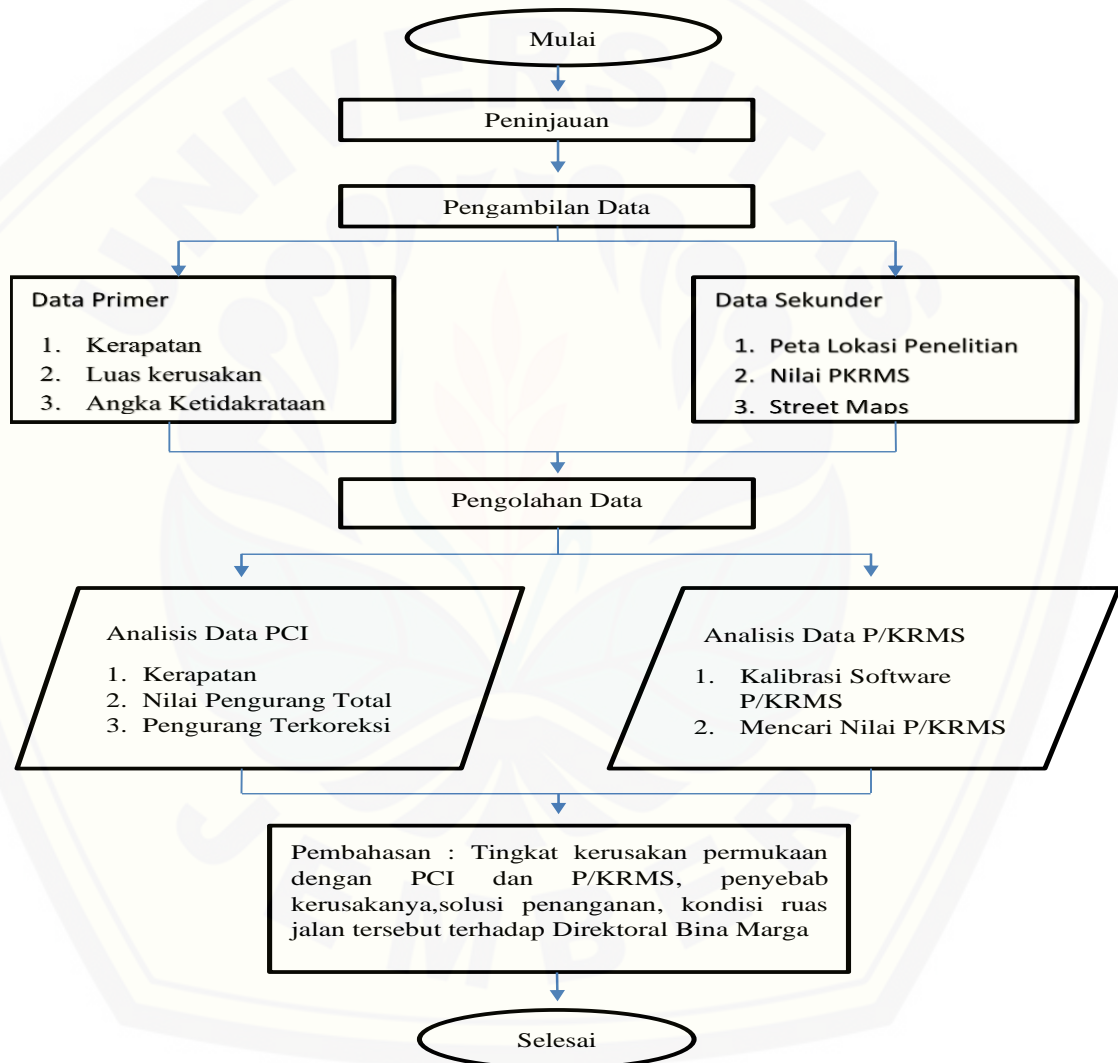 UNIVERSITAS
Mulai
Peninjauan
Pengambilan Data
Data Primer
1. Kerapatan
2. Luas kerusakan
3. Angka Ketidakrataan
Data Sekunder
1. Peta Lokasi Penelitian
2. Nilai PKRMS
3. Street Maps
Pengolahan Data
Analisis Data PCI
1. Kerapatan
2. Nilai Pengurang Total
3. Pengurang Terkoreksi
Analisis Data P/KRMS
1. Kalibrasi Software
P/KRMS
2. Mencari Nilai P/KRMS
Pembahasan : Tingkat kerusakan permukaan
dengan PCI dan P/KRMS, penyebab
kerusakanya,solusi penanganan, kondisi ruas
jalan tersebut terhadap Direktoral Bina Marga
Selesai
JEMBER